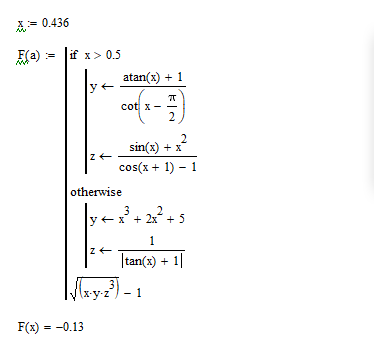 x := 0.436
F(a) := if x > 0.5
y ← (atan(x) + 1) / cot(x − π/2)
z ← (sin(x) + x²) / (cos(x + 1) − 1)
otherwise
y ← x³ + 2x² + 5
z ← 1 / |tan(x) + 1|
√(x·y·z³) − 1
F(x) = −0.13